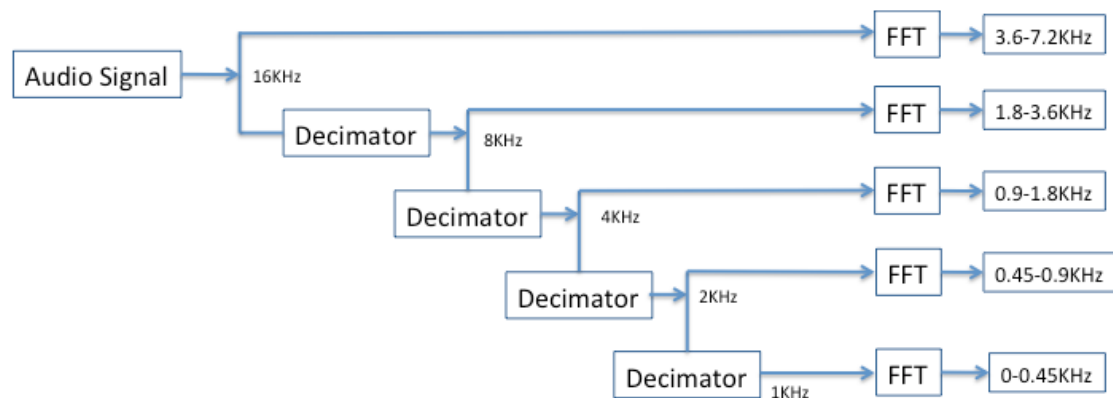 FFT
3.6-7.2KHz
Audio Signal
16KHz
FFT
1.8-3.6KHz
Decimator
8KHz
FFT
0.9-1.8KHz
Decimator
4KHz
FFT
0.45-0.9KHz
Decimator
2KHz
Decimator
1KHz
FFT
0-0.45KHz